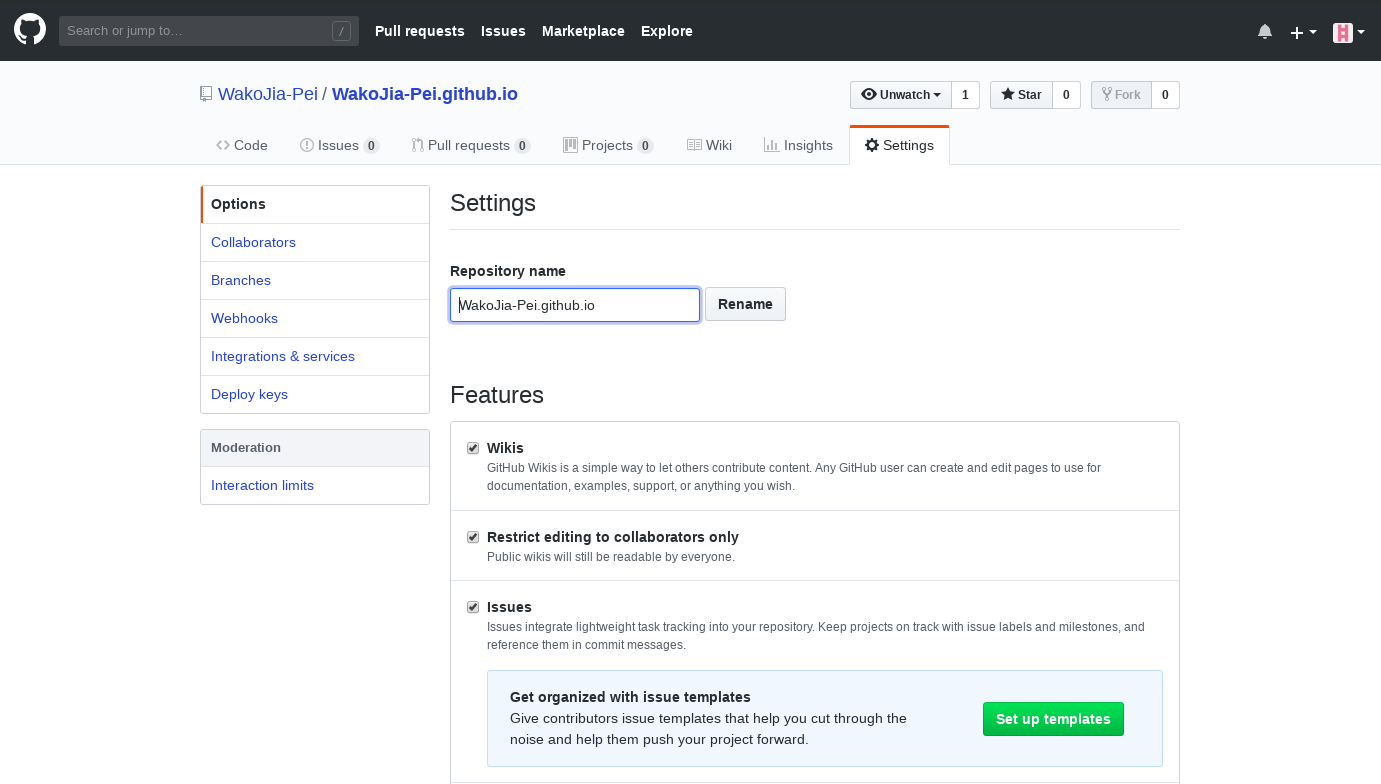 Search or jump to… /
Pull requests Issues Marketplace Explore
WakoJia-Pei / WakoJia-Pei.github.io
Unwatch 1 Star 0 Fork 0
Code Issues 0 Pull requests 0 Projects 0 Wiki Insights Settings
Options
Collaborators
Branches
Webhooks
Integrations & services
Deploy keys
Moderation
Interaction limits
Settings
Repository name
WakoJia-Pei.github.io Rename
Features
Wikis
GitHub Wikis is a simple way to let others contribute content. Any GitHub user can create and edit pages to use for
documentation, examples, support, or anything you wish.
Restrict editing to collaborators only
Public wikis will still be readable by everyone.
Issues
Issues integrate lightweight task tracking into your repository. Keep projects on track with issue labels and milestones, and
reference them in commit messages.
Get organized with issue templates
Give contributors issue templates that help you cut through the
noise and help them push your project forward.
Set up templates